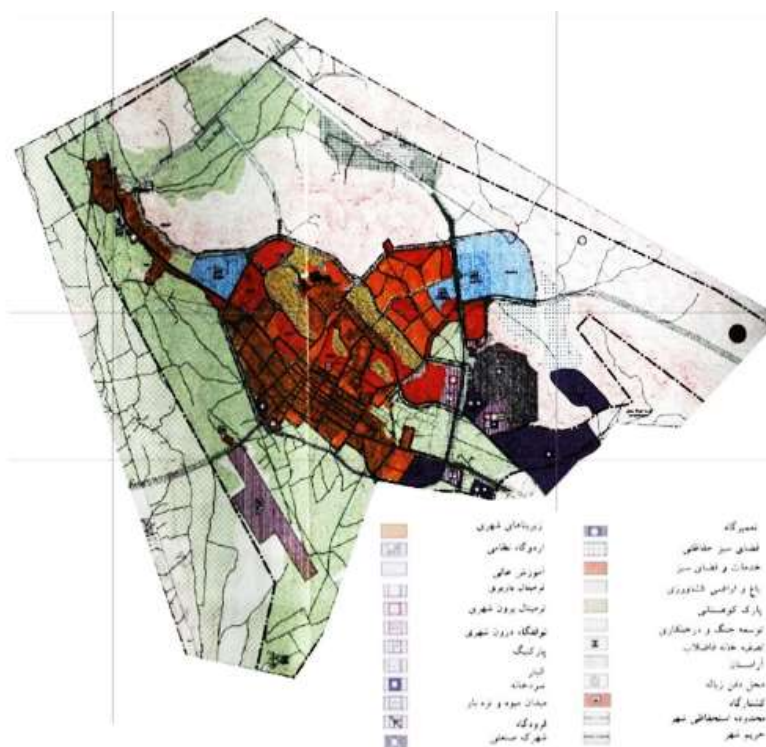 تعمیرگاه
فضای سبز حفاظتی
خدمات و فضای سبز
باغ و اراضی کشاورزی
پارک کوهستانی
توسعه جنگل و درختکاری
تصفیه خانه فاضلاب
آرامستان
محل دفن زباله
کشتارگاه
محدوده استحفاظی شهر
حریم شهر
زیربناهای شهری
اردوگاه نظامی
آموزش عالی
ترمینال باربری
ترمینال برون شهری
توقفگاه درون شهری
پارکینگ
انبار
سردخانه
میدان میوه و تره بار
فرودگاه
شهرک صنعتی